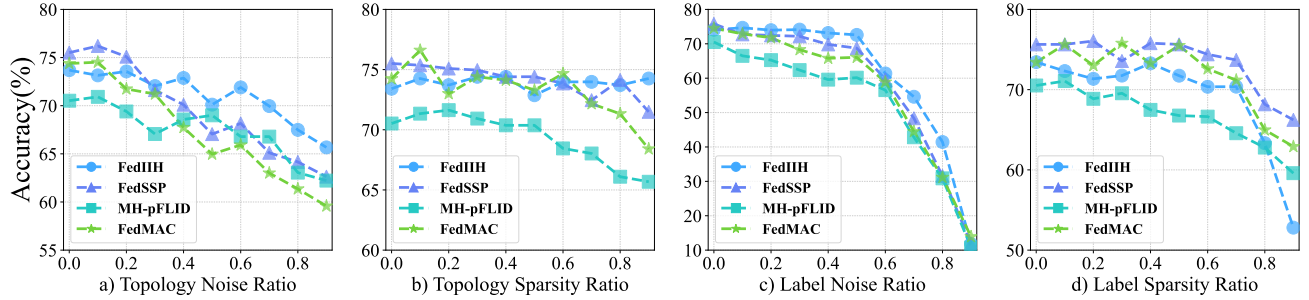 Accuracy(%)
80
75
70
65
60
55
0.0 0.2 0.4 0.6 0.8
FedIIH
FedSSP
MH-pFLID
FedMAC
a) Topology Noise Ratio
80
75
70
65
60
0.0 0.2 0.4 0.6 0.8
FedIIH
FedSSP
MH-pFLID
FedMAC
b) Topology Sparsity Ratio
80
70
60
50
40
30
20
10
0.0 0.2 0.4 0.6 0.8
FedIIH
FedSSP
MH-pFLID
FedMAC
c) Label Noise Ratio
80
70
60
50
0.0 0.2 0.4 0.6 0.8
FedIIH
FedSSP
MH-pFLID
FedMAC
d) Label Sparsity Ratio